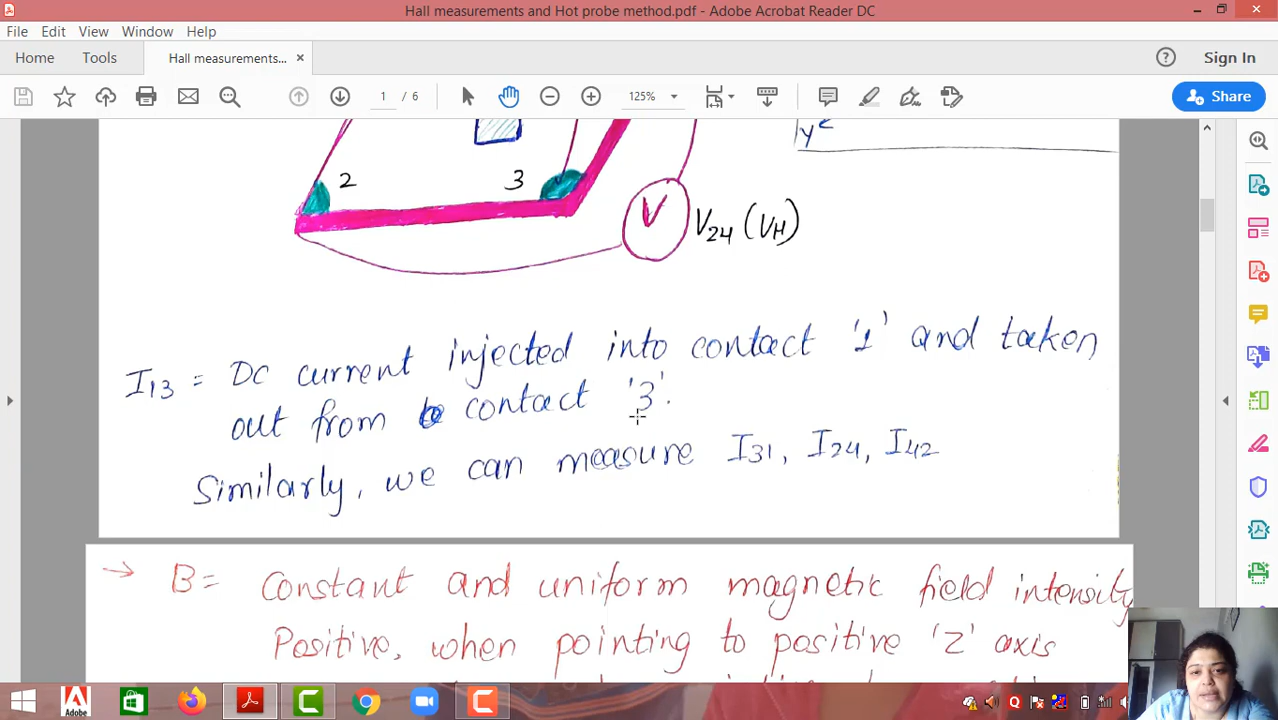 Hall measurements and Hot probe method.pdf - Adobe Acrobat Reader DC
File Edit View Window Help
Home Tools Hall measurements... × Sign In
1 / 6 125% Share
y
2 3
V V24 (VH)
I13 = DC current injected into contact '1' and taken
out from contact '3'.
Similarly, we can measure I31, I24, I42
→ B= Constant and uniform magnetic field intensity
Positive, when pointing to positive 'Z' axis